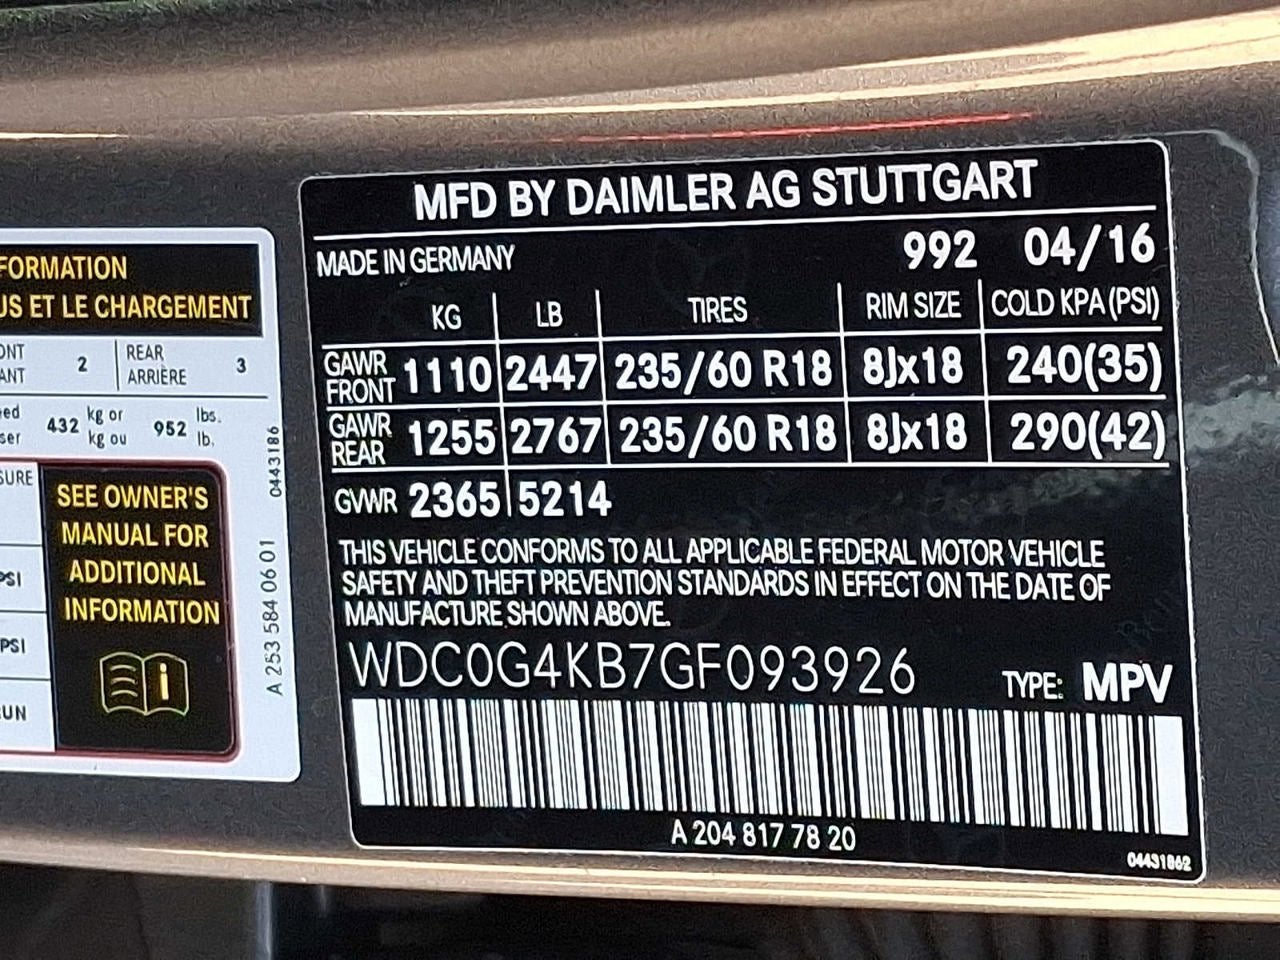 FORMATION
US ET LE CHARGEMENT
ONT
ANT
2
REAR
ARRIÈRE
3
432 kg or
kg ou
952 lbs.
lb.
SURE
PSI
PSI
SEE OWNER'S
MANUAL FOR
ADDITIONAL
INFORMATION
i
A 253 584 06 01
0443186
MFD BY DAIMLER AG STUTTGART
MADE IN GERMANY 992 04/16
KG LB TIRES RIM SIZE COLD KPA (PSI)
GAWR
FRONT 1110 2447 235/60 R18 8Jx18 240(35)
GAWR
REAR 1255 2767 235/60 R18 8Jx18 290(42)
GVWR 2365 5214
THIS VEHICLE CONFORMS TO ALL APPLICABLE FEDERAL MOTOR VEHICLE
SAFETY AND THEFT PREVENTION STANDARDS IN EFFECT ON THE DATE OF
MANUFACTURE SHOWN ABOVE.
WDC0G4KB7GF093926 TYPE: MPV
A 204 817 78 20
04431862